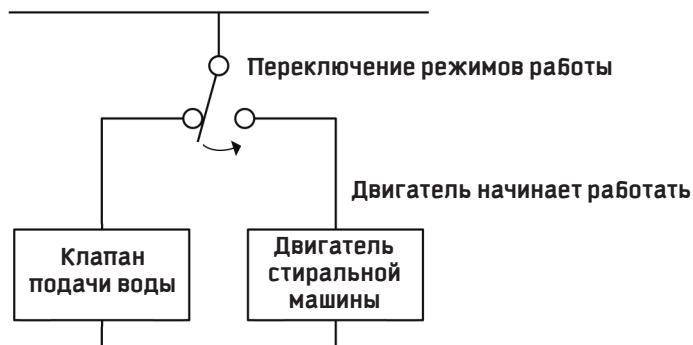 Переключение режимов работы
Двигатель начинает работать
Клапан
подачи воды
Двигатель
стиральной
машины